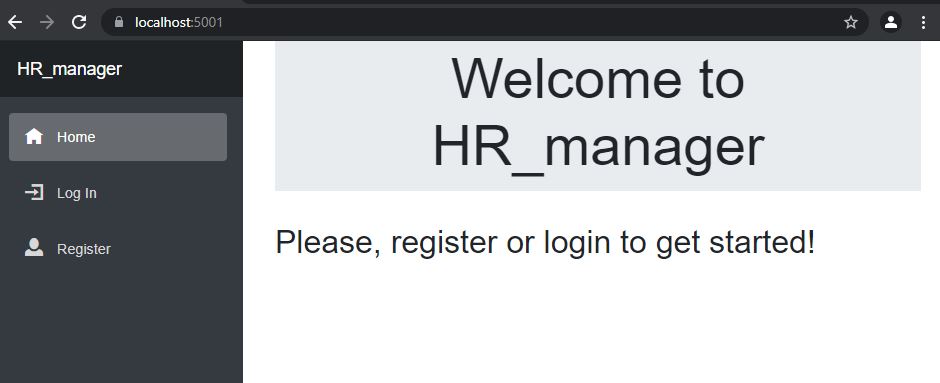 localhost:5001
HR_manager
Home
Log In
Register
Welcome to
HR_manager
Please, register or login to get started!